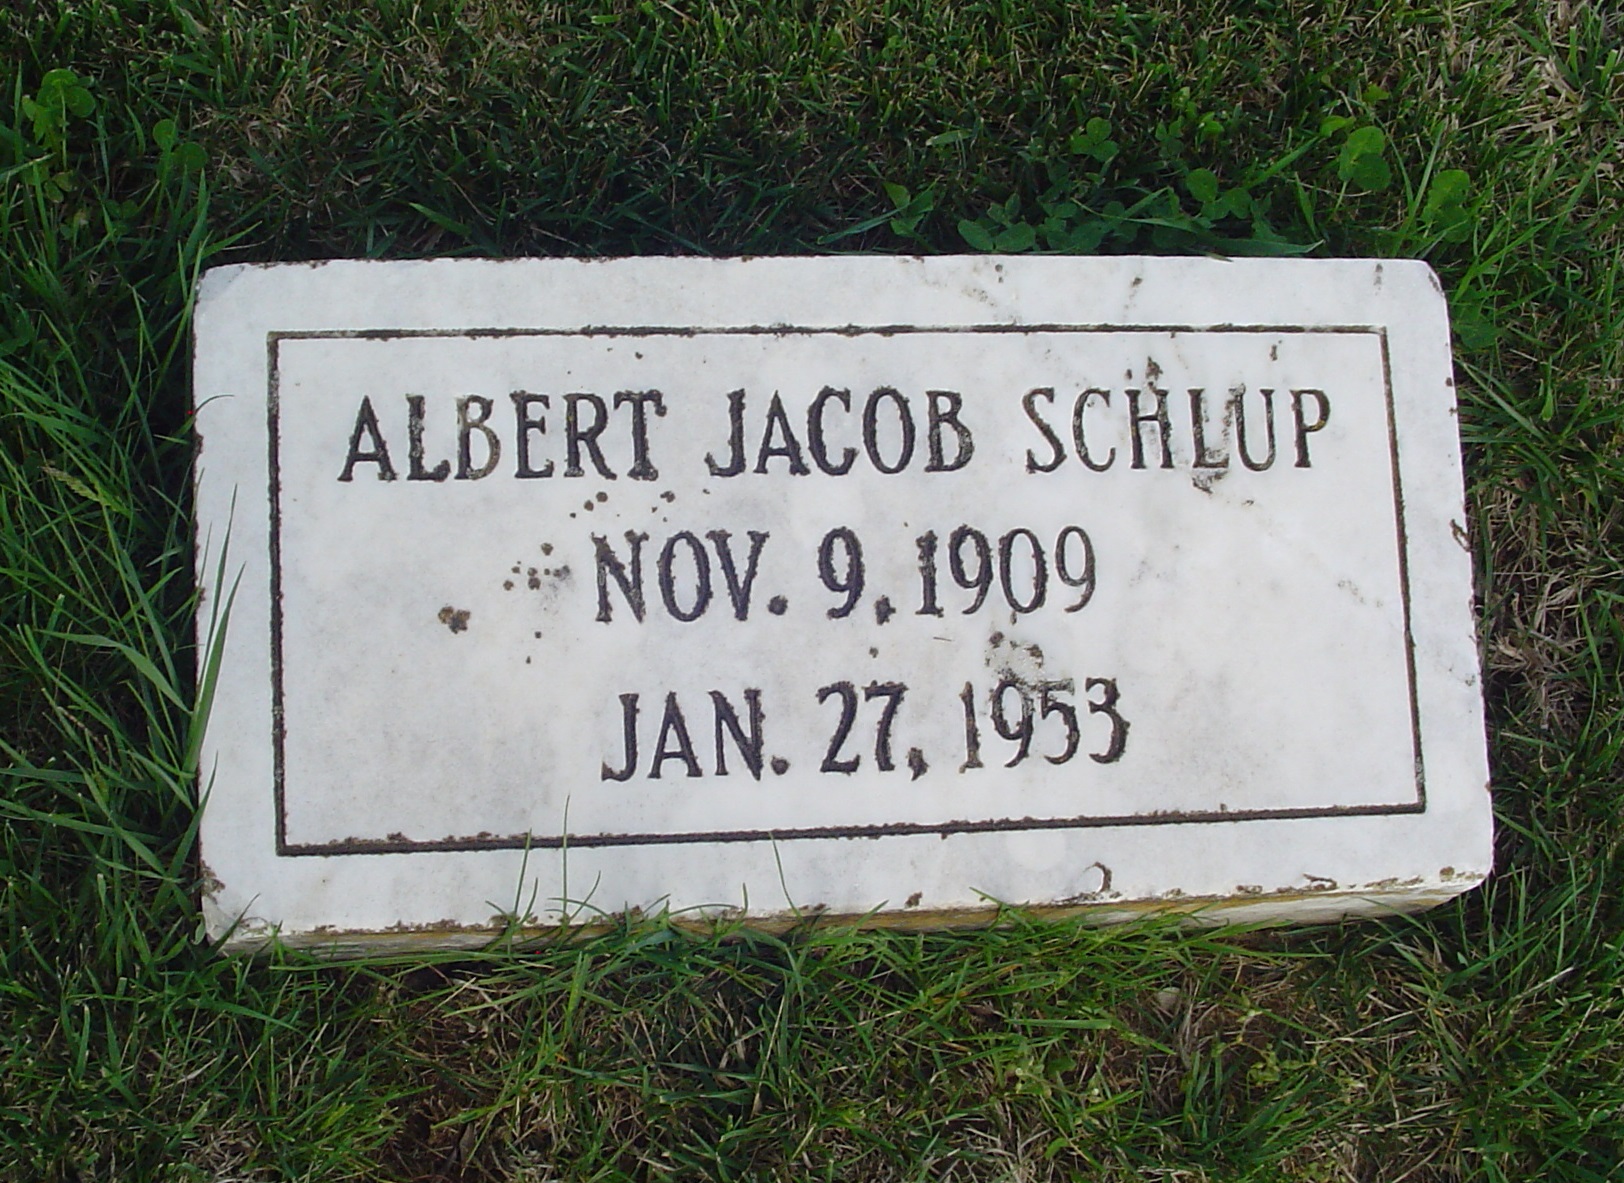 ALBERT JACOB SCHLUP
NOV. 9, 1909
JAN. 27, 1953